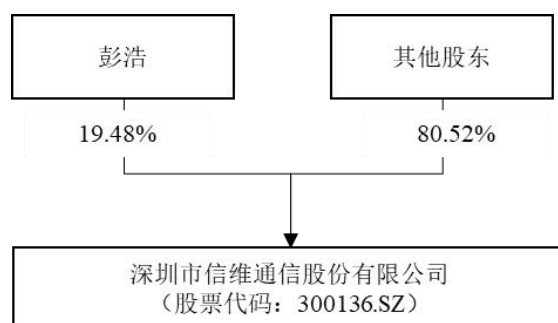 彭浩
其他股东
19.48%
80.52%
深圳市信维通信股份有限公司
（股票代码：300136.SZ）